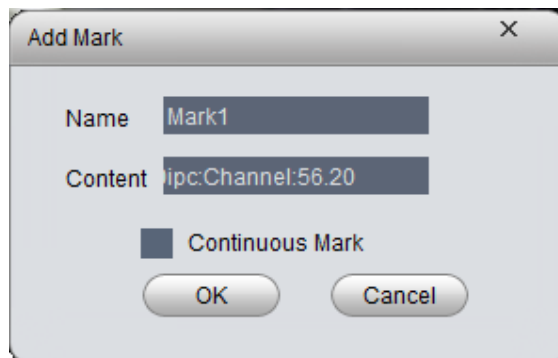 Add Mark
Name Mark1
Content ipc:Channel:56.20
Continuous Mark
OK Cancel